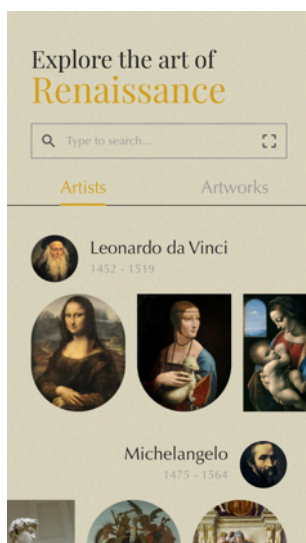 Explore the art of
Renaissance
Type to search...
Artists Artworks
Leonardo da Vinci
1452 - 1519
Michelangelo
1475 - 1564